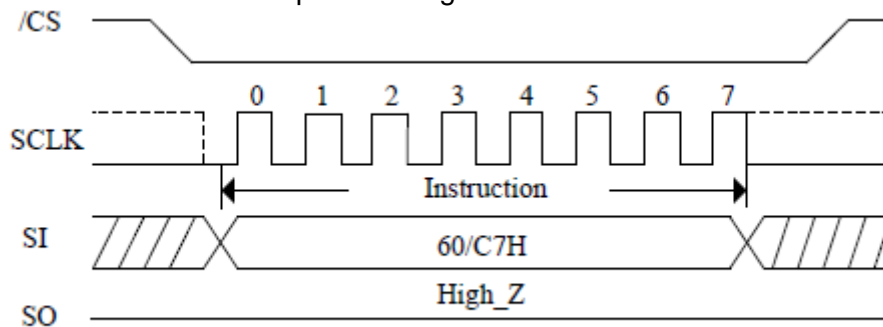 /CS
0 1 2 3 4 5 6 7
SCLK
Instruction
SI
60/C7H
High_Z
SO